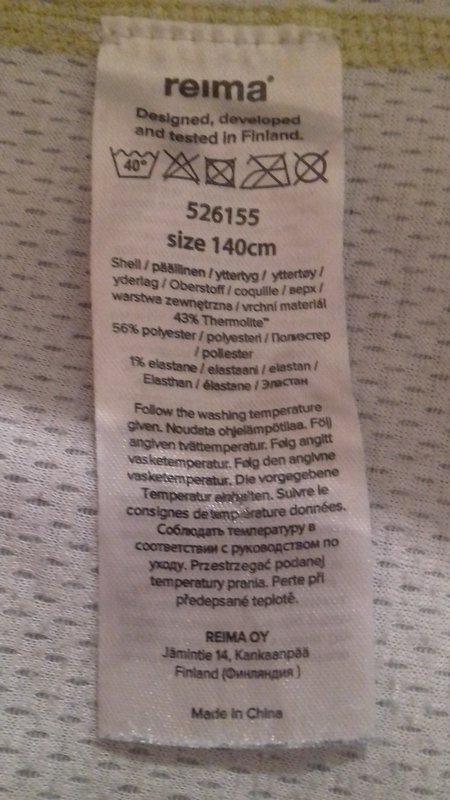 reima
Designed, developed
and tested in Finland.
40°
526155
size 140cm
Shell / päällinen / yttertyg / yttertøy /
yderlag / Oberstoff / coquille / верх /
warstwa zewnętrzna / vrchní materiál
43% Thermolite™
56% polyester / polyesteri / Полиэстер
/ poliester
1% elastane / elastaani / elastan /
Elasthan / élastane / Эластан
Follow the washing temperature
given. Noudata ohjelämpötilaa. Följ
angiven tvättemperatur. Følg angitt
vasketemperatur. Følg den angivne
vasketemperatur. Die vorgegebene
Temperatur einhalten. Suivre le
consignes de température données.
Соблюдать температуру в
соответствии с руководством по
уходу. Przestrzegać podanej
temperatury prania. Perte při
předepsané teplotě.
REIMA OY
Jämintie 14, Kankaanpää
Finland (Финляндия )
Made in China